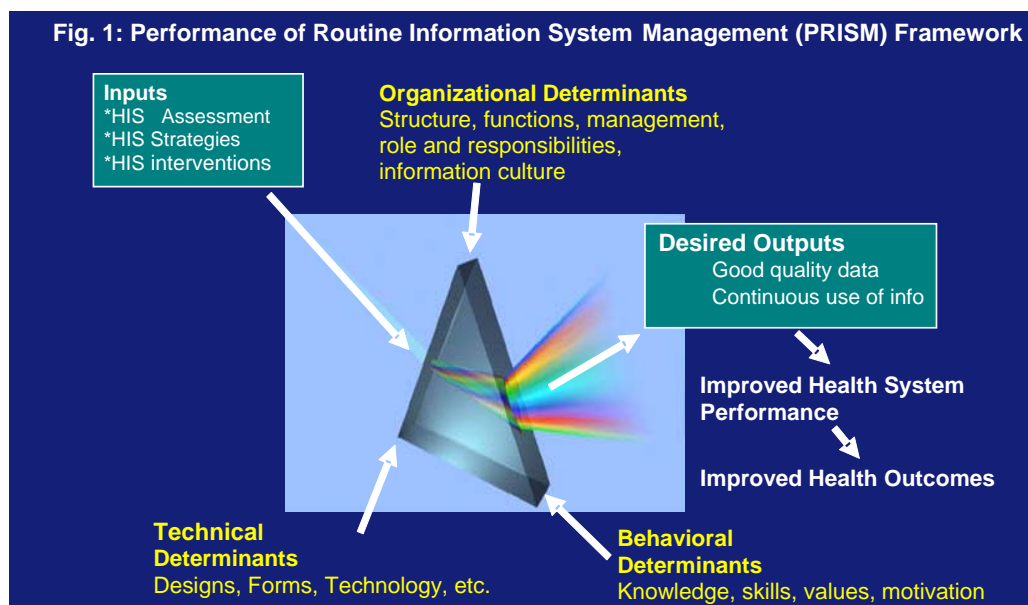 Fig. 1: Performance of Routine Information System Management (PRISM) Framework
Inputs
*HIS Assessment
*HIS Strategies
*HIS interventions
Organizational Determinants
Structure, functions, management,
role and responsibilities,
information culture
Desired Outputs
Good quality data
Continuous use of info
Improved Health System
Performance
Improved Health Outcomes
Technical
Determinants
Designs, Forms, Technology, etc.
Behavioral
Determinants
Knowledge, skills, values, motivation